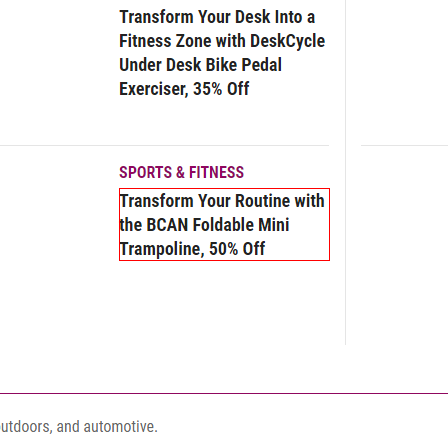 Transform Your Desk Into a
Fitness Zone with DeskCycle
Under Desk Bike Pedal
Exerciser, 35% Off
SPORTS & FITNESS
Transform Your Routine with
the BCAN Foldable Mini
Trampoline, 50% Off
outdoors, and automotive.